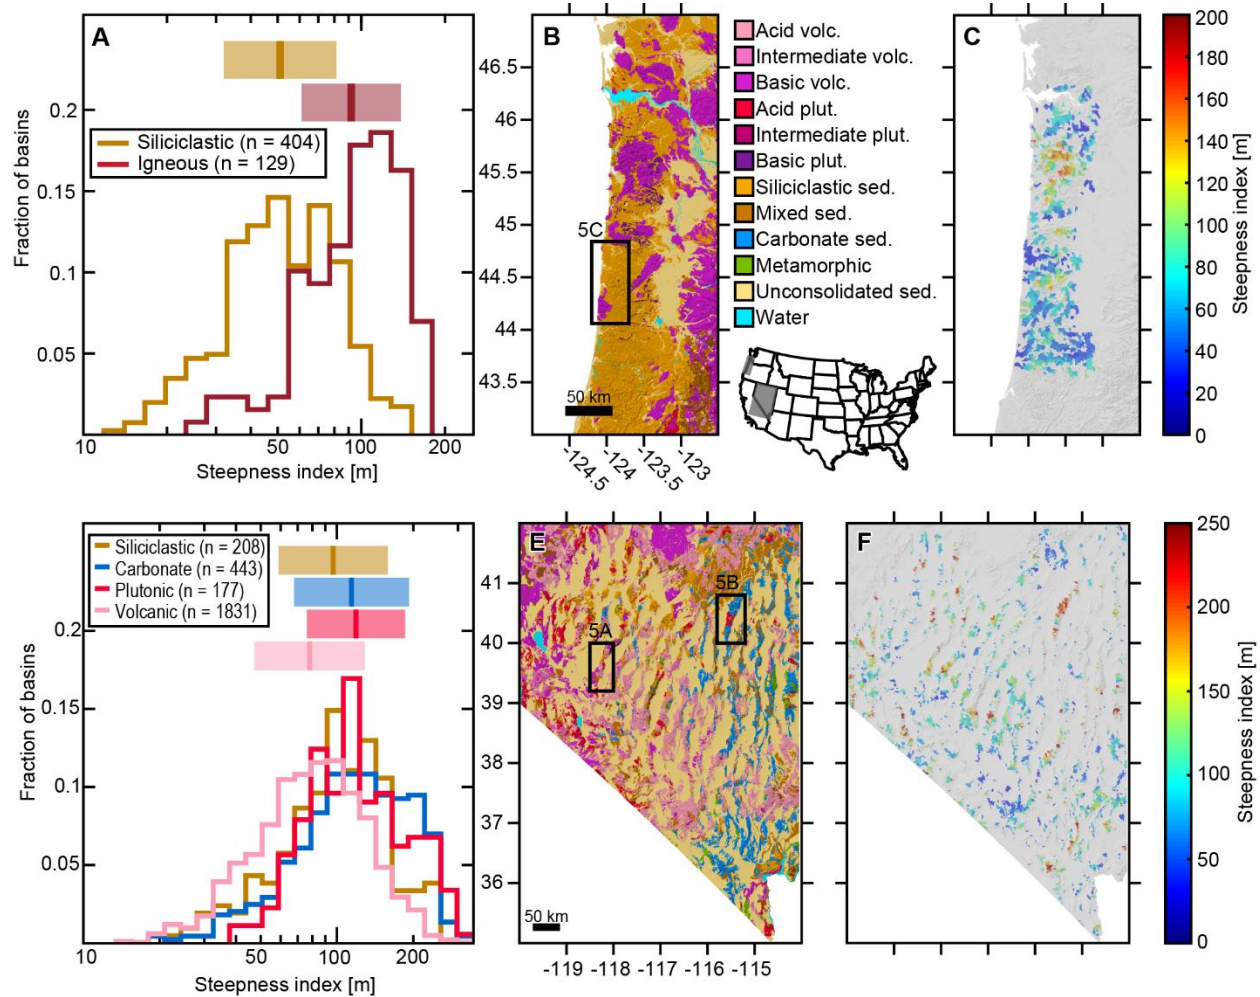 A
Fraction of basins
0.2
0.15
0.1
0.05
Siliciclastic (n = 404)
Igneous (n = 129)
10
50
100
200
Steepness index [m]
B
46.5
46
45.5
45
44.5
44
43.5
5C
50 km
-124.5
-124
-123.5
-123
Acid volc.
Intermediate volc.
Basic volc.
Acid plut.
Intermediate plut.
Basic plut.
Siliciclastic sed.
Mixed sed.
Carbonate sed.
Metamorphic
Unconsolidated sed.
Water
C
200
180
160
140
120
100
80
60
40
20
0
Steepness index [m]
Siliciclastic (n = 208)
Carbonate (n = 443)
Plutonic (n = 177)
Volcanic (n = 1831)
Fraction of basins
0.2
0.15
0.1
0.05
10
50
100
200
Steepness index [m]
E
41
40
39
38
37
36
5A
5B
50 km
-119
-118
-117
-116
-115
F
250
200
150
100
50
0
Steepness index [m]